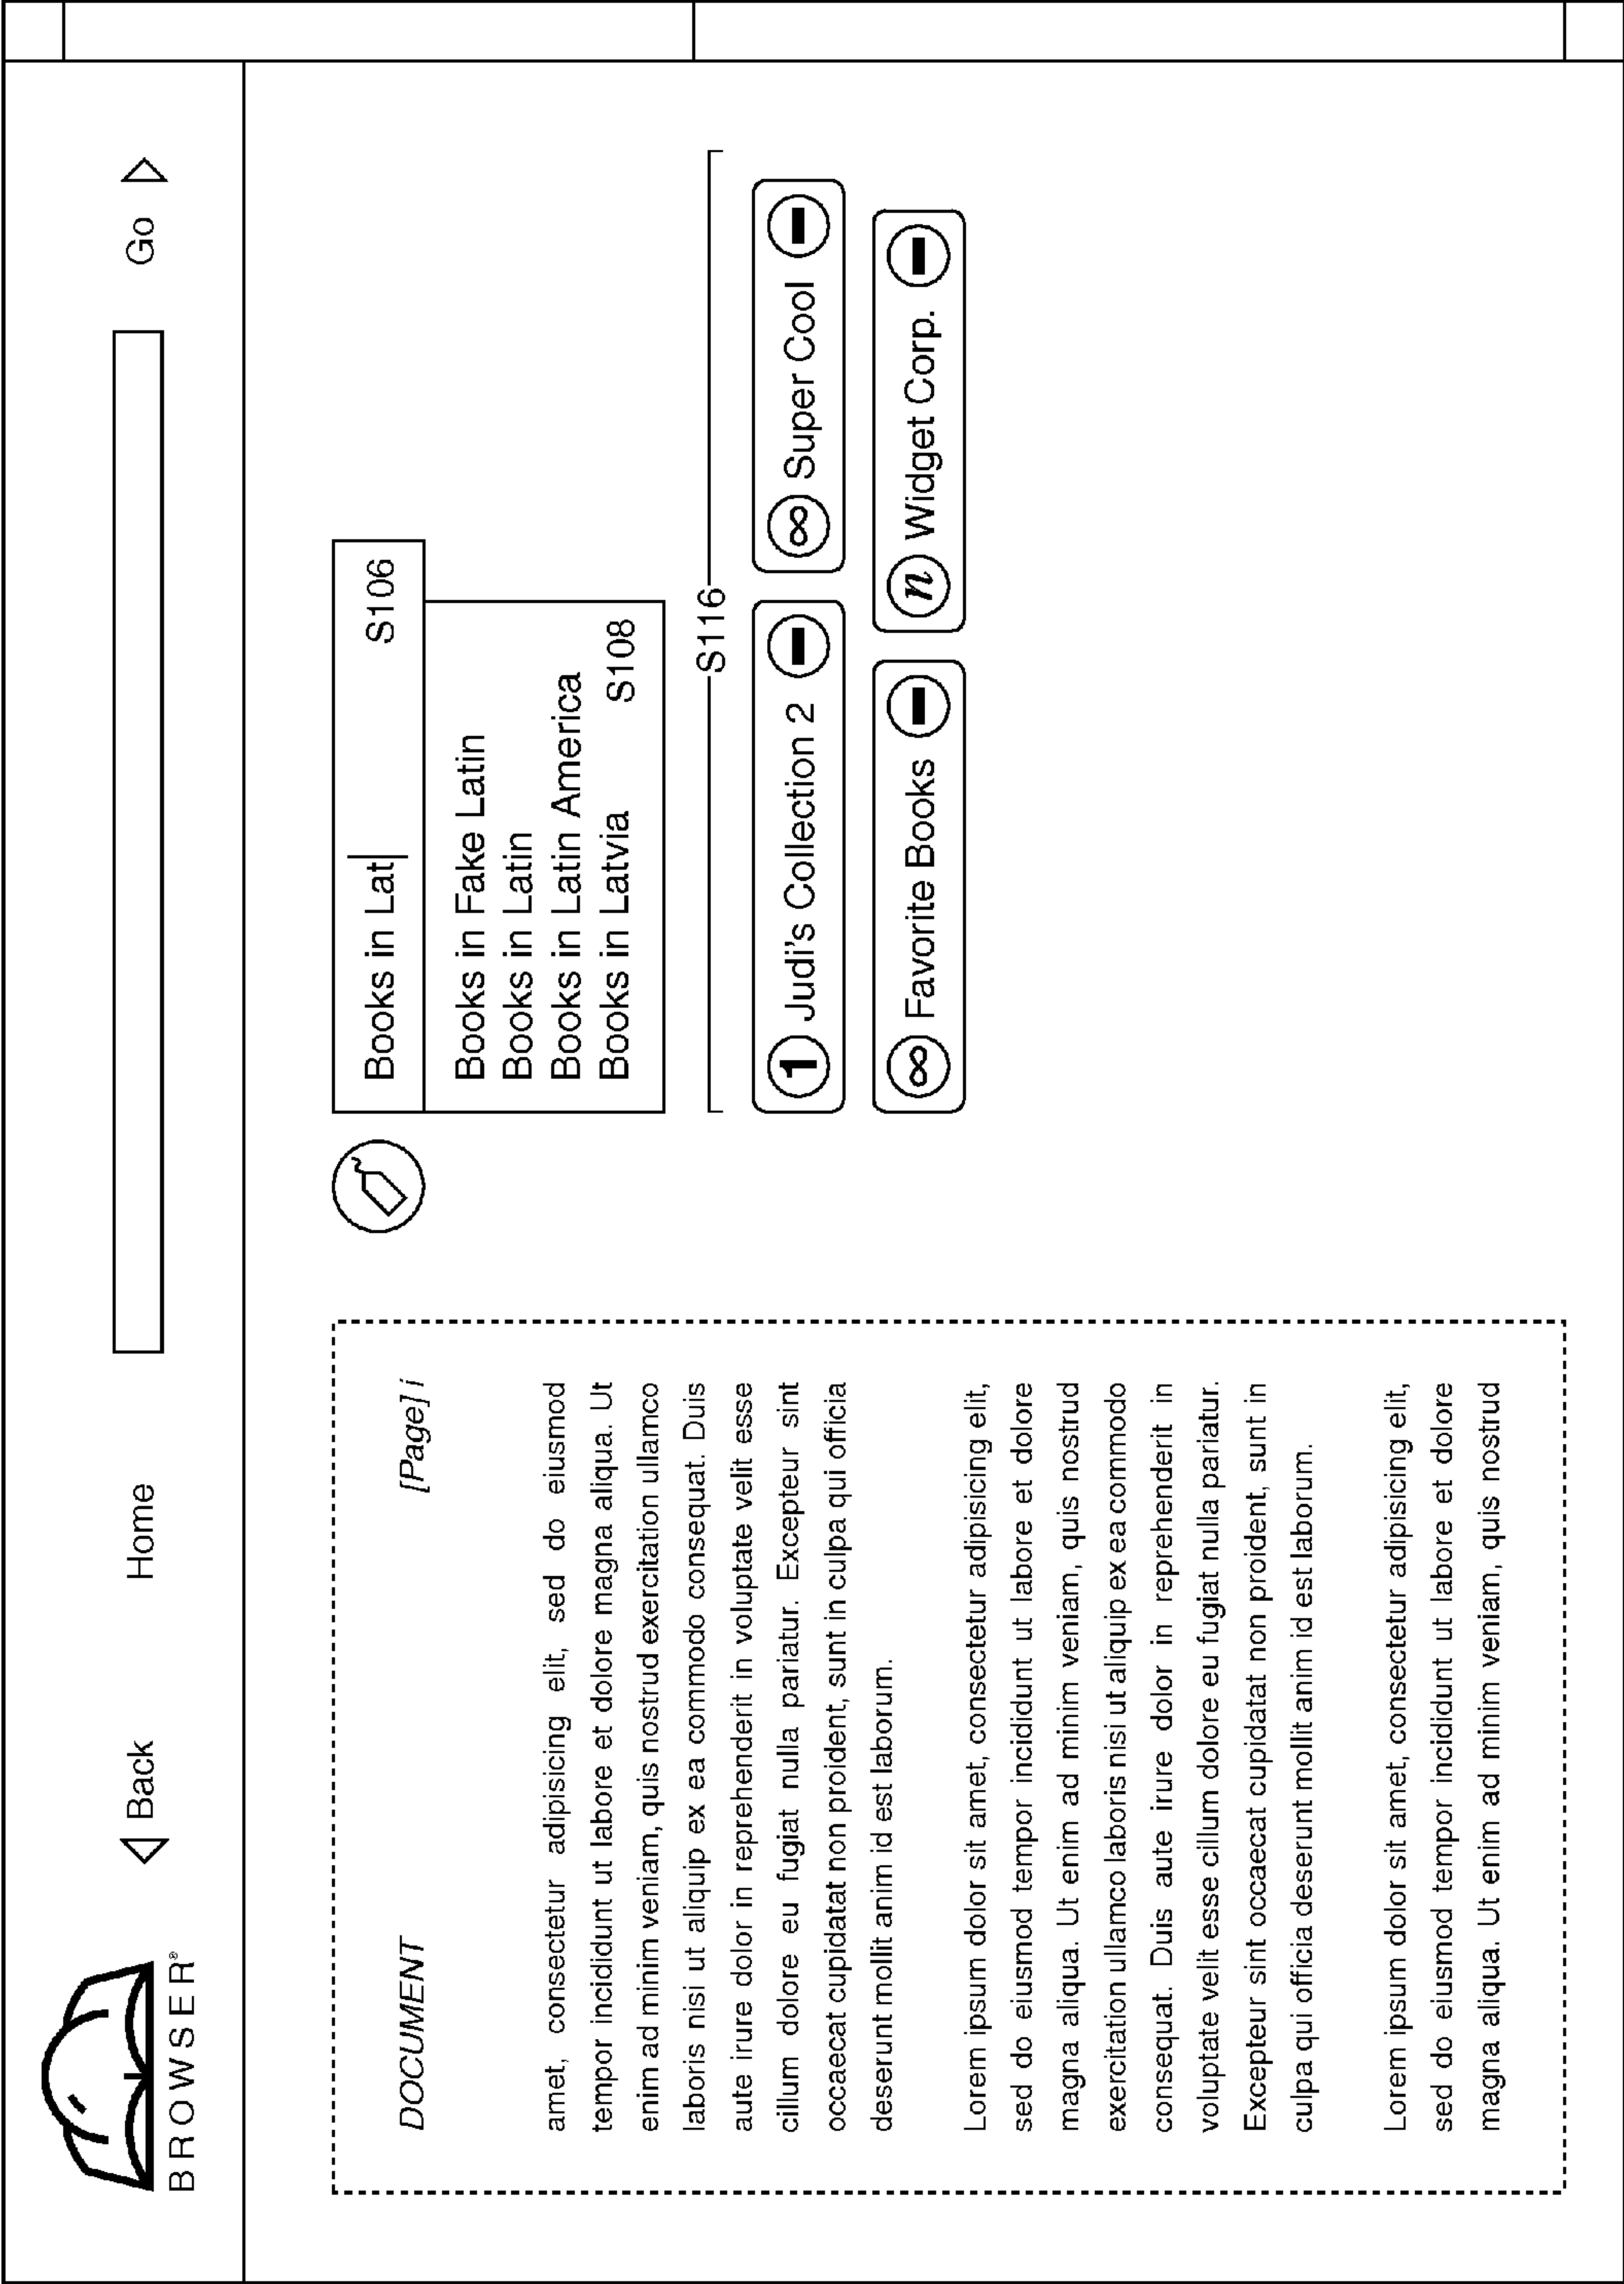 BROWSER®
Back
Home
Go
DOCUMENT [Page] i
amet, consectetur adipisicing elit, sed do eiusmod
tempor incididunt ut labore et dolore magna aliqua. Ut
enim ad minim veniam, quis nostrud exercitation ullamco
laboris nisi ut aliquip ex ea commodo consequat. Duis
aute irure dolor in reprehenderit in voluptate velit esse
cillum dolore eu fugiat nulla pariatur. Excepteur sint
occaecat cupidatat non proident, sunt in culpa qui officia
deserunt mollit anim id est laborum.
Lorem ipsum dolor sit amet, consectetur adipisicing elit,
sed do eiusmod tempor incididunt ut labore et dolore
magna aliqua. Ut enim ad minim veniam, quis nostrud
exercitation ullamco laboris nisi ut aliquip ex ea commodo
consequat. Duis aute irure dolor in reprehenderit in
voluptate velit esse cillum dolore eu fugiat nulla pariatur.
Excepteur sint occaecat cupidatat non proident, sunt in
culpa qui officia deserunt mollit anim id est laborum.
Lorem ipsum dolor sit amet, consectetur adipisicing elit,
sed do eiusmod tempor incididunt ut labore et dolore
magna aliqua. Ut enim ad minim veniam, quis nostrud
Books in Lat S106
Books in Fake Latin
Books in Latin
Books in Latin America
Books in Latvia S108
S116
1 Judi's Collection 2
∞ Super Cool
∞ Favorite Books
n Widget Corp.